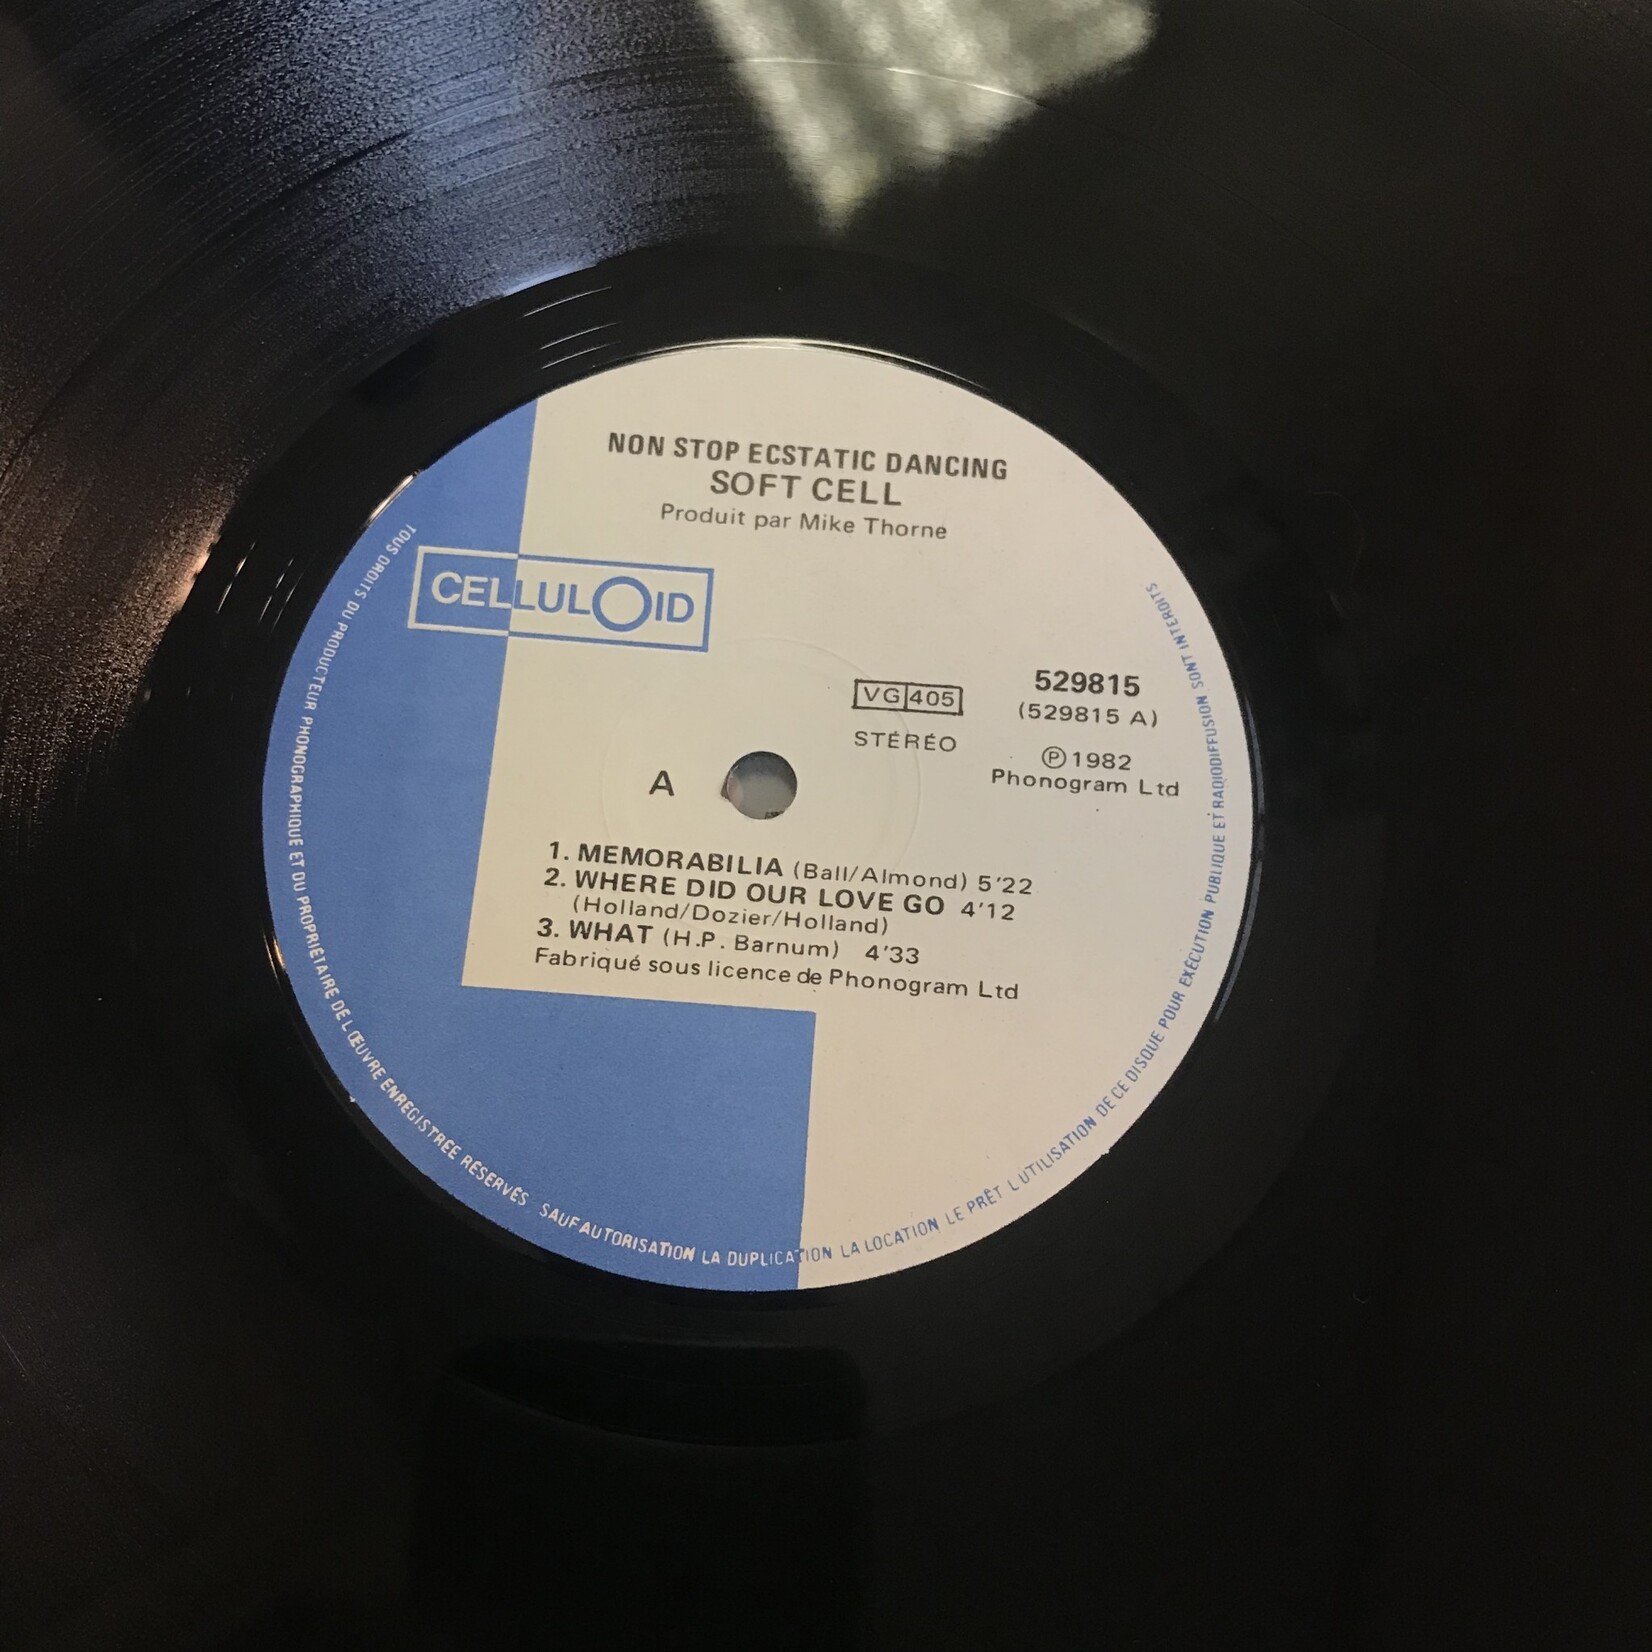 NON STOP ECSTATIC DANCING
SOFT CELL
Produit par Mike Thorne
CELLULOID
VG 405
STÉRÉO
529815
(529815 A)
℗ 1982
Phonogram Ltd
A
1. MEMORABILIA (Ball/Almond) 5'22
2. WHERE DID OUR LOVE GO 4'12
(Holland/Dozier/Holland)
3. WHAT (H.P. Barnum) 4'33
Fabriqué sous licence de Phonogram Ltd
TOUS DROITS DU PRODUCTEUR PHONOGRAPHIQUE ET DU PROPRIÉTAIRE DE L ŒUVRE ENREGISTRÉE RÉSERVÉS SAUF AUTORISATION LA DUPLICATION LA LOCATION LE PRÊT L UTILISATION DE CE DISQUE POUR EXÉCUTION PUBLIQUE ET RADIODIFFUSION SONT INTERDITS